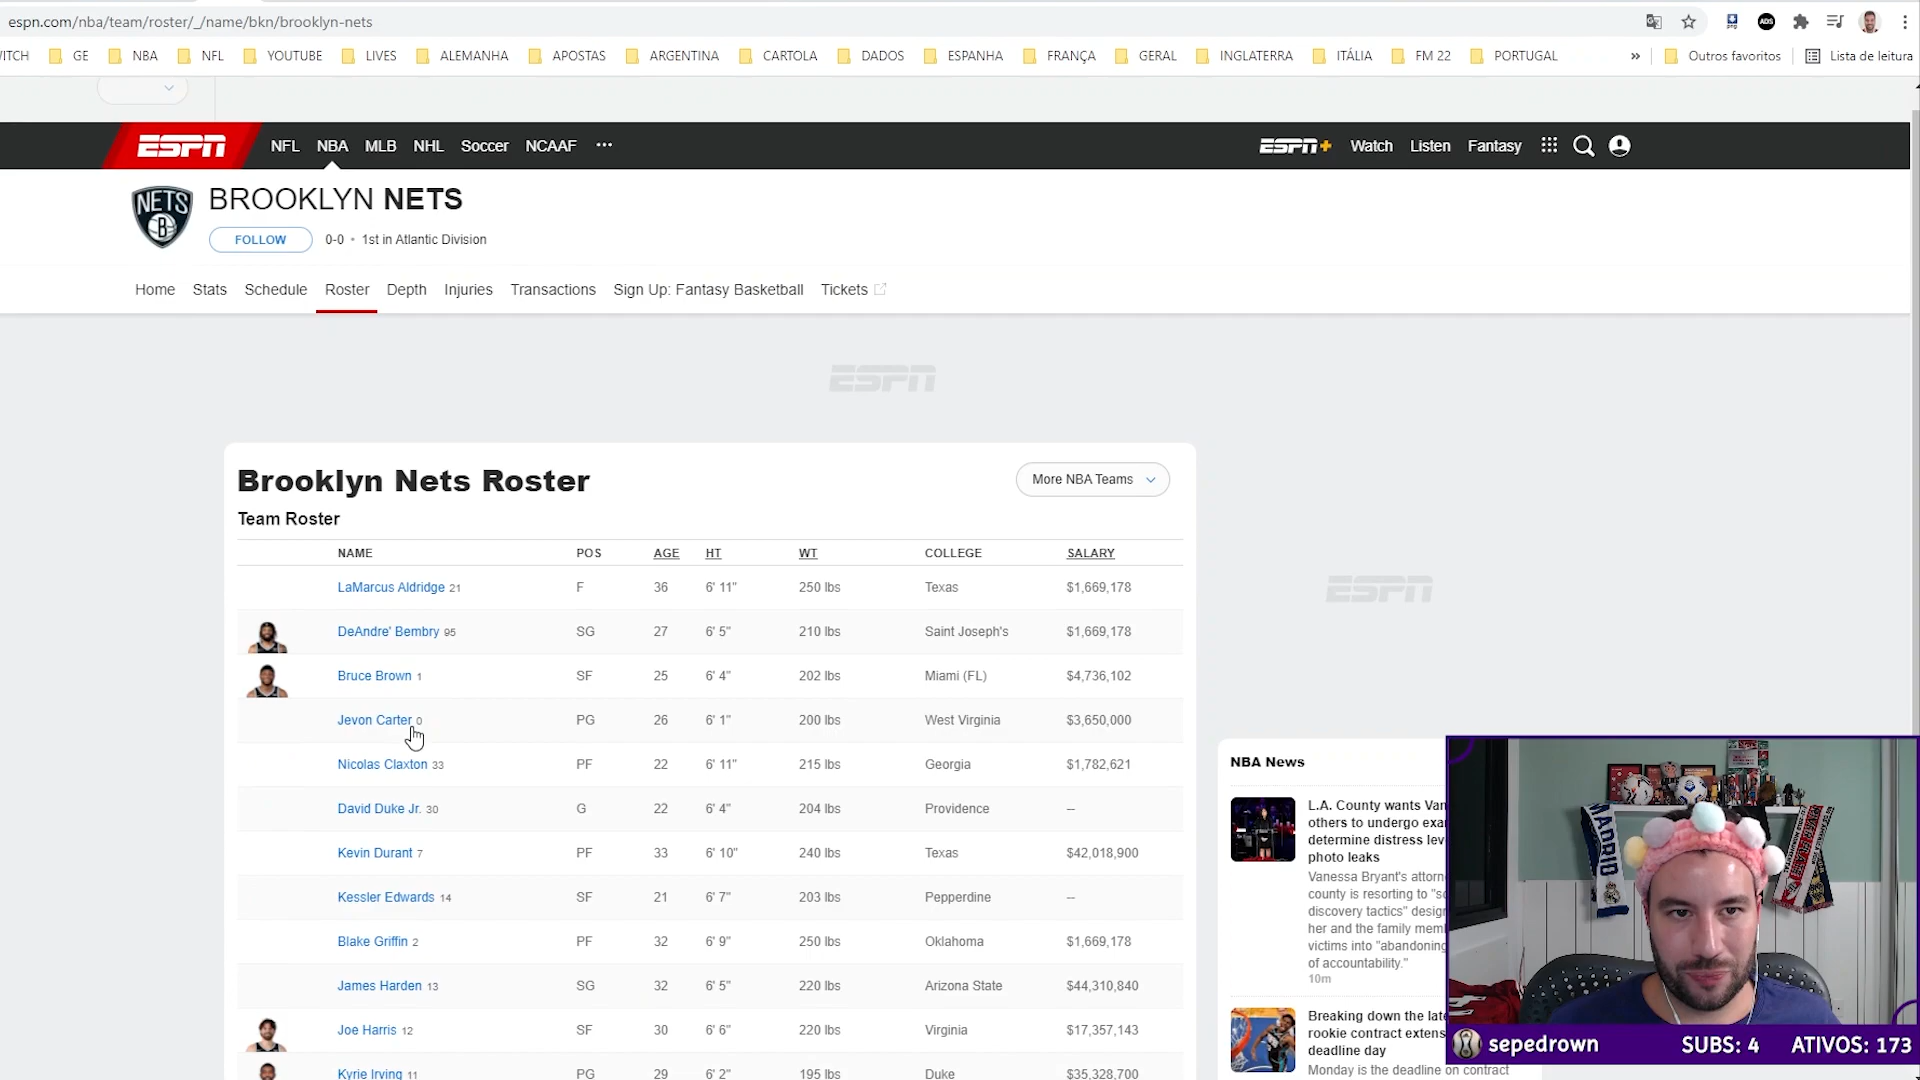 espn.com/nba/team/roster/_/name/bkn/brooklyn-nets
ITCH GE NBA NFL YOUTUBE LIVES ALEMANHA APOSTAS ARGENTINA CARTOLA DADOS ESPANHA FRANÇA GERAL INGLATERRA ITÁLIA FM 22 PORTUGAL » Outros favoritos Lista de leitura
ESPN NFL NBA MLB NHL Soccer NCAAF ... ESPN+ Watch Listen Fantasy
NETS B BROOKLYN NETS
FOLLOW 0-0 • 1st in Atlantic Division
Home Stats Schedule Roster Depth Injuries Transactions Sign Up: Fantasy Basketball Tickets
ESPN
Brooklyn Nets Roster More NBA Teams
Team Roster
NAME POS AGE HT WT COLLEGE SALARY
LaMarcus Aldridge 21 F 36 6' 11" 250 lbs Texas $1,669,178
ESPN
DeAndre' Bembry 95 SG 27 6' 5" 210 lbs Saint Joseph's $1,669,178
Bruce Brown 1 SF 25 6' 4" 202 lbs Miami (FL) $4,736,102
Jevon Carter 0 PG 26 6' 1" 200 lbs West Virginia $3,650,000
Nicolas Claxton 33 PF 22 6' 11" 215 lbs Georgia $1,782,621
David Duke Jr. 30 G 22 6' 4" 204 lbs Providence --
Kevin Durant 7 PF 33 6' 10" 240 lbs Texas $42,018,900
Kessler Edwards 14 SF 21 6' 7" 203 lbs Pepperdine --
Blake Griffin 2 PF 32 6' 9" 250 lbs Oklahoma $1,669,178
James Harden 13 SG 32 6' 5" 220 lbs Arizona State $44,310,840
Joe Harris 12 SF 30 6' 6" 220 lbs Virginia $17,357,143
Kyrie Irving 11 PG 29 6' 2" 195 lbs Duke $35,328,700
NBA News
L.A. County wants Van
others to undergo exa
determine distress lev
photo leaks
Vanessa Bryant's attorn
county is resorting to "sc
discovery tactics" desig
her and the family mem
victims into "abandoning
of accountability."
10m
Breaking down the late
rookie contract extens
deadline day
Monday is the deadline on contract
MADRID
sepedrown SUBS: 4 ATIVOS: 173